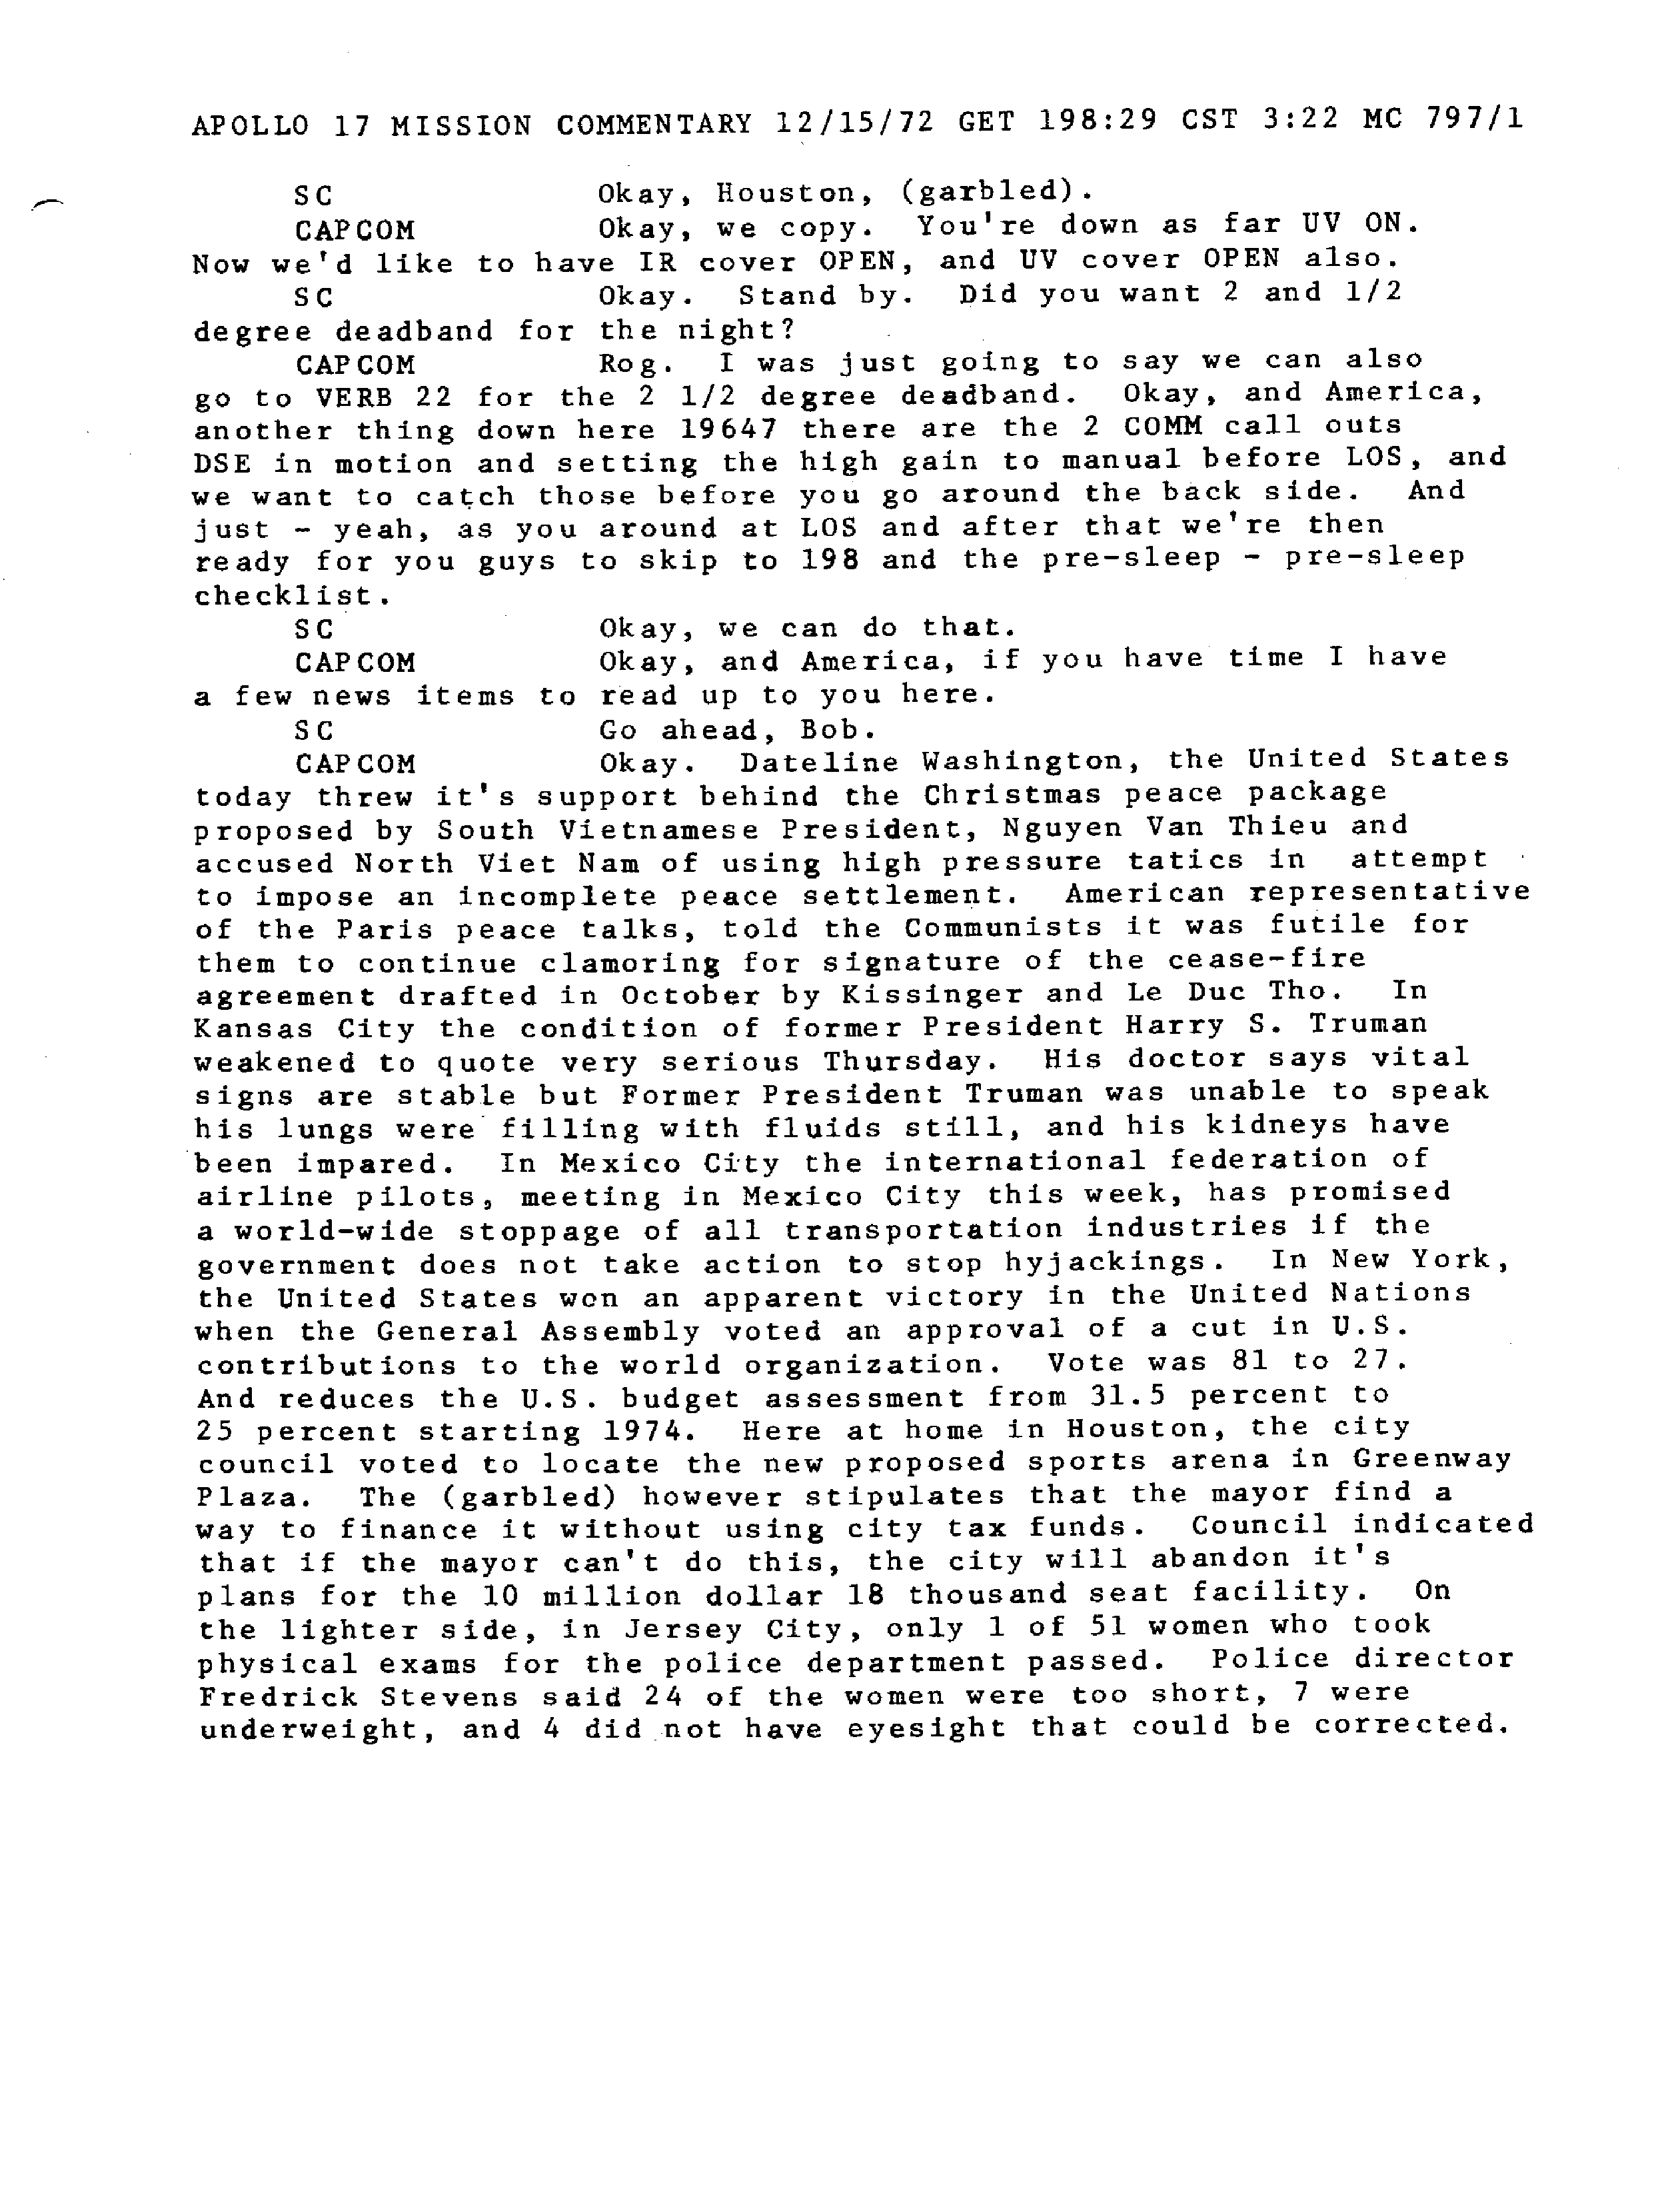 APOLLO 17 MISSION COMMENTARY 12/15/72 GET 198:29 CST 3:22 MC 797/1
SC Okay, Houston, (garbled).
CAPCOM Okay, we copy. You're down as far UV ON.
Now we'd like to have IR cover OPEN, and UV cover OPEN also.
SC Okay. Stand by. Did you want 2 and 1/2
degree deadband for the night?
CAPCOM Rog. I was just going to say we can also
go to VERB 22 for the 2 1/2 degree deadband. Okay, and America,
another thing down here 19647 there are the 2 COMM call outs
DSE in motion and setting the high gain to manual before LOS, and
we want to catch those before you go around the back side. And
just - yeah, as you around at LOS and after that we're then
ready for you guys to skip to 198 and the pre-sleep - pre-sleep
checklist.
SC Okay, we can do that.
CAPCOM Okay, and America, if you have time I have
a few news items to read up to you here.
SC Go ahead, Bob.
CAPCOM Okay. Dateline Washington, the United States
today threw it's support behind the Christmas peace package
proposed by South Vietnamese President, Nguyen Van Thieu and
accused North Viet Nam of using high pressure tatics in attempt
to impose an incomplete peace settlement. American representative
of the Paris peace talks, told the Communists it was futile for
them to continue clamoring for signature of the cease-fire
agreement drafted in October by Kissinger and Le Duc Tho. In
Kansas City the condition of former President Harry S. Truman
weakened to quote very serious Thursday. His doctor says vital
signs are stable but Former President Truman was unable to speak
his lungs were filling with fluids still, and his kidneys have
been impared. In Mexico City the international federation of
airline pilots, meeting in Mexico City this week, has promised
a world-wide stoppage of all transportation industries if the
government does not take action to stop hyjackings. In New York,
the United States won an apparent victory in the United Nations
when the General Assembly voted an approval of a cut in U.S.
contributions to the world organization. Vote was 81 to 27.
And reduces the U.S. budget assessment from 31.5 percent to
25 percent starting 1974. Here at home in Houston, the city
council voted to locate the new proposed sports arena in Greenway
Plaza. The (garbled) however stipulates that the mayor find a
way to finance it without using city tax funds. Council indicated
that if the mayor can't do this, the city will abandon it's
plans for the 10 million dollar 18 thousand seat facility. On
the lighter side, in Jersey City, only 1 of 51 women who took
physical exams for the police department passed. Police director
Fredrick Stevens said 24 of the women were too short, 7 were
underweight, and 4 did not have eyesight that could be corrected.